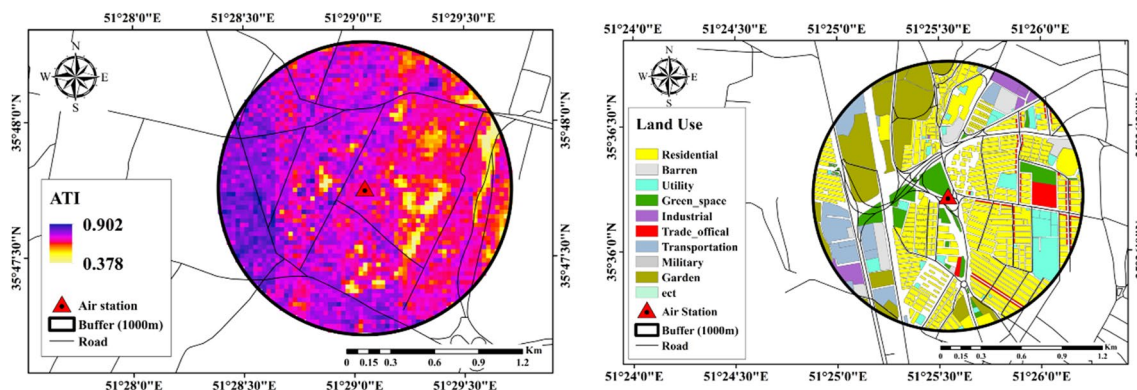 51°28'0"E 51°28'30"E 51°29'0"E 51°29'30"E
N
W E
S
35°48'0"N
35°47'30"N
35°48'0"N
35°47'30"N
ATI
0.902
0.378
Air station
Buffer (1000m)
Road
Km
0 0.15 0.3 0.6 0.9 1.2
51°28'0"E 51°28'30"E 51°29'0"E 51°29'30"E
51°24'0"E 51°24'30"E 51°25'0"E 51°25'30"E 51°26'0"E
N
W E
S
35°36'30"N
35°36'0"N
35°36'30"N
35°36'0"N
Land Use
Residential
Barren
Utility
Green_space
Industrial
Trade_offical
Transportation
Military
Garden
ect
Air Station
Buffer (1000m)
Road
Km
0 0.15 0.3 0.6 0.9 1.2
51°24'0"E 51°24'30"E 51°25'0"E 51°25'30"E 51°26'0"E